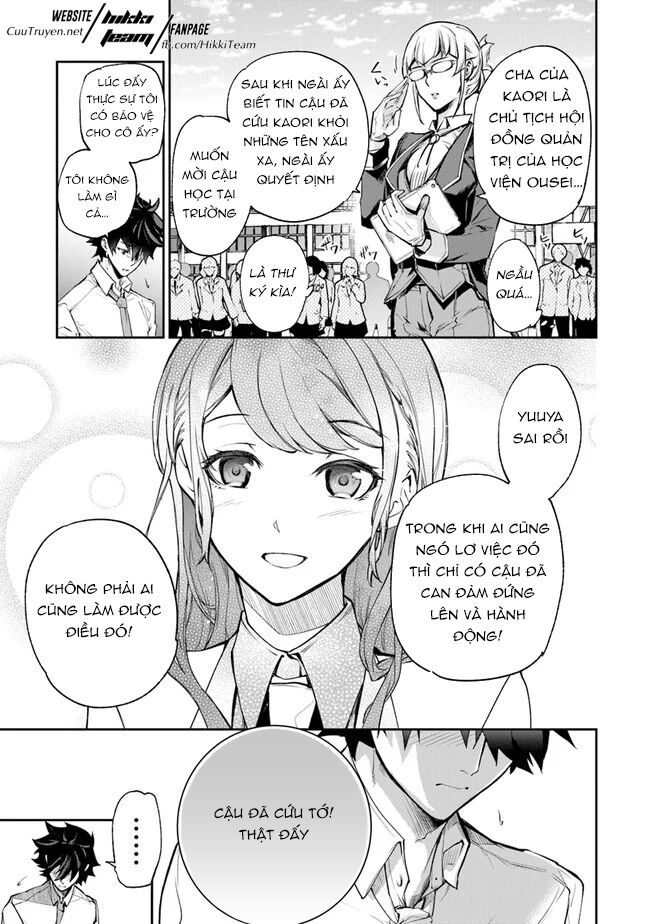 WEBSITE
CuuTruyen.net
HIKKI
TEAM
/FANPAGE
fb.com/HikkiTeam
CHA CỦA
KAORI LÀ
CHỦ TỊCH HỘI
ĐỒNG QUẢN
TRỊ CỦA HỌC
VIỆN OUSEI...
SAU KHI NGÀI ẤY
BIẾT TIN CẬU ĐÃ
CỨU KAORI KHỎI
NHỮNG TÊN XẤU
XA, NGÀI ẤY
QUYẾT ĐỊNH
MUỐN
MỜI CẬU
HỌC TẠI
TRƯỜNG
NGẦU
QUÁ...
LÀ THƯ
KÝ KÌA!
LÚC ĐẤY
THỰC SỰ TÔI
CÓ BẢO VỆ
CHO CÔ ẤY?
TÔI KHÔNG
LÀM GÌ
CẢ...
YUUYA
SAI RỒI
TRONG KHI AI CŨNG
NGÓ LƠ VIỆC ĐÓ
THÌ CHỈ CÓ CẬU ĐÃ
CAN ĐẢM ĐỨNG
LÊN VÀ HÀNH
ĐỘNG!
KHÔNG PHẢI AI
CŨNG LÀM ĐƯỢC
ĐIỀU ĐÓ!
CẬU ĐÃ CỨU TỚ!
THẬT ĐẤY